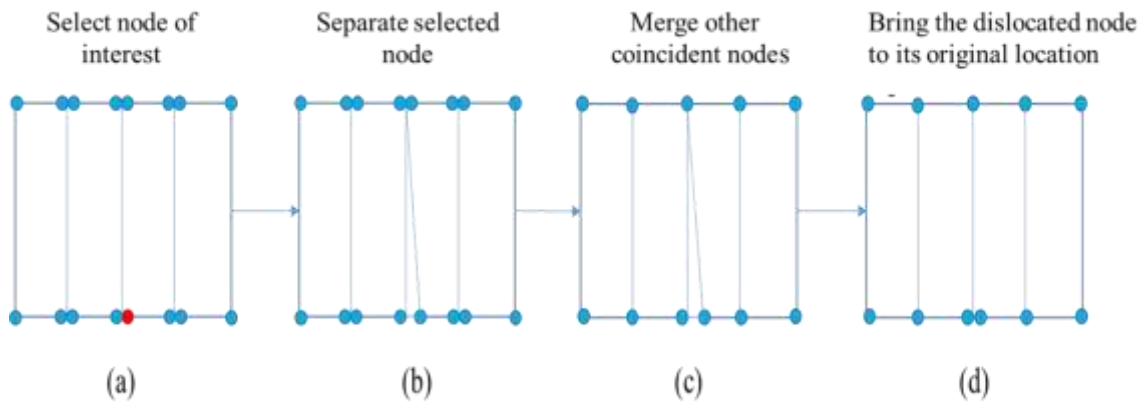 Select node of
interest
Separate selected
node
Merge other
coincident nodes
Bring the dislocated node
to its original location
(a)
(b)
(c)
(d)